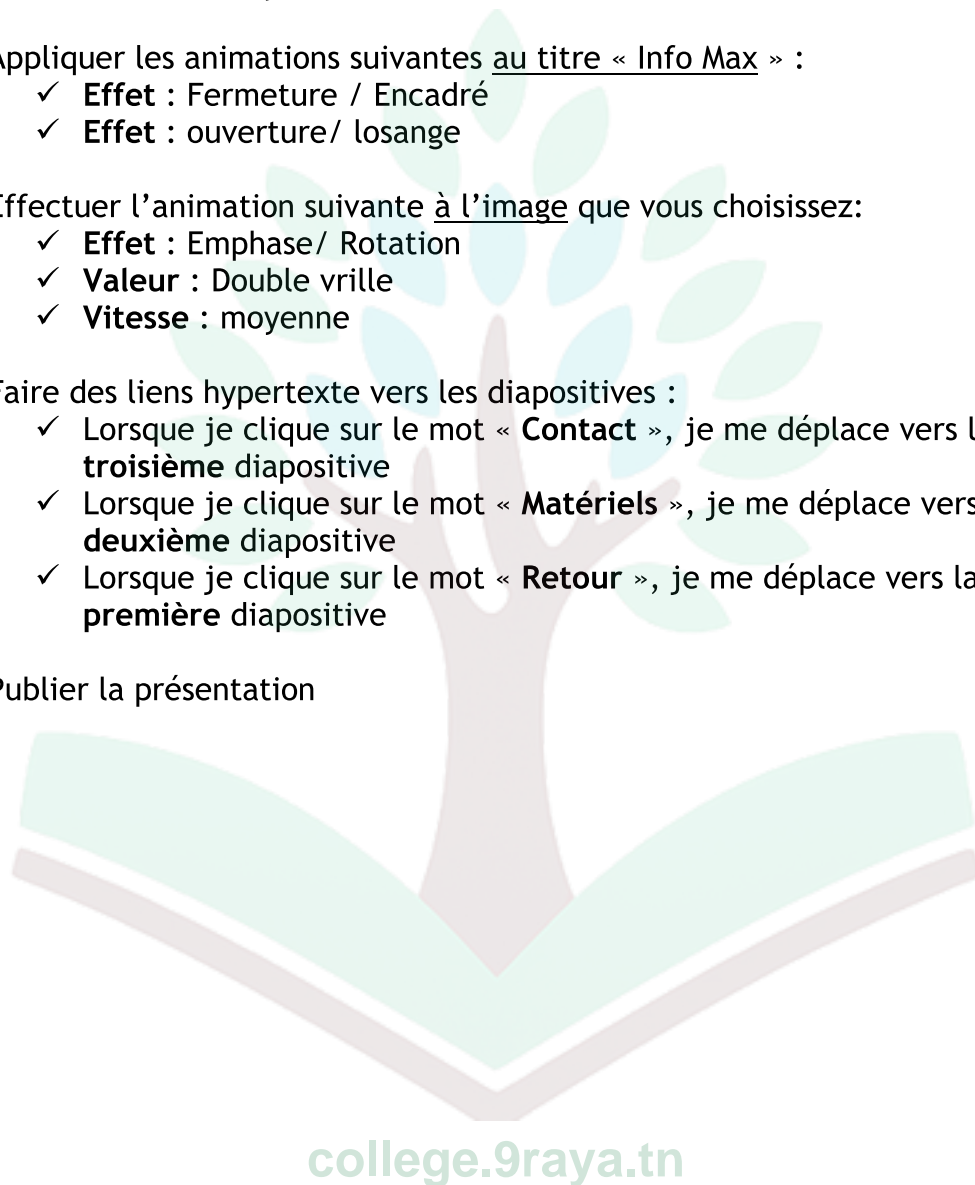 Appliquer les animations suivantes au titre « Info Max » :
✓ Effet : Fermeture / Encadré
✓ Effet : ouverture/ losange
Effectuer l’animation suivante à l’image que vous choisissez:
✓ Effet : Emphase/ Rotation
✓ Valeur : Double vrille
✓ Vitesse : moyenne
Faire des liens hypertexte vers les diapositives :
✓ Lorsque je clique sur le mot « Contact », je me déplace vers l
troisième diapositive
✓ Lorsque je clique sur le mot « Matériels », je me déplace vers
deuxième diapositive
✓ Lorsque je clique sur le mot « Retour », je me déplace vers la
première diapositive
Publier la présentation
college.9raya.tn